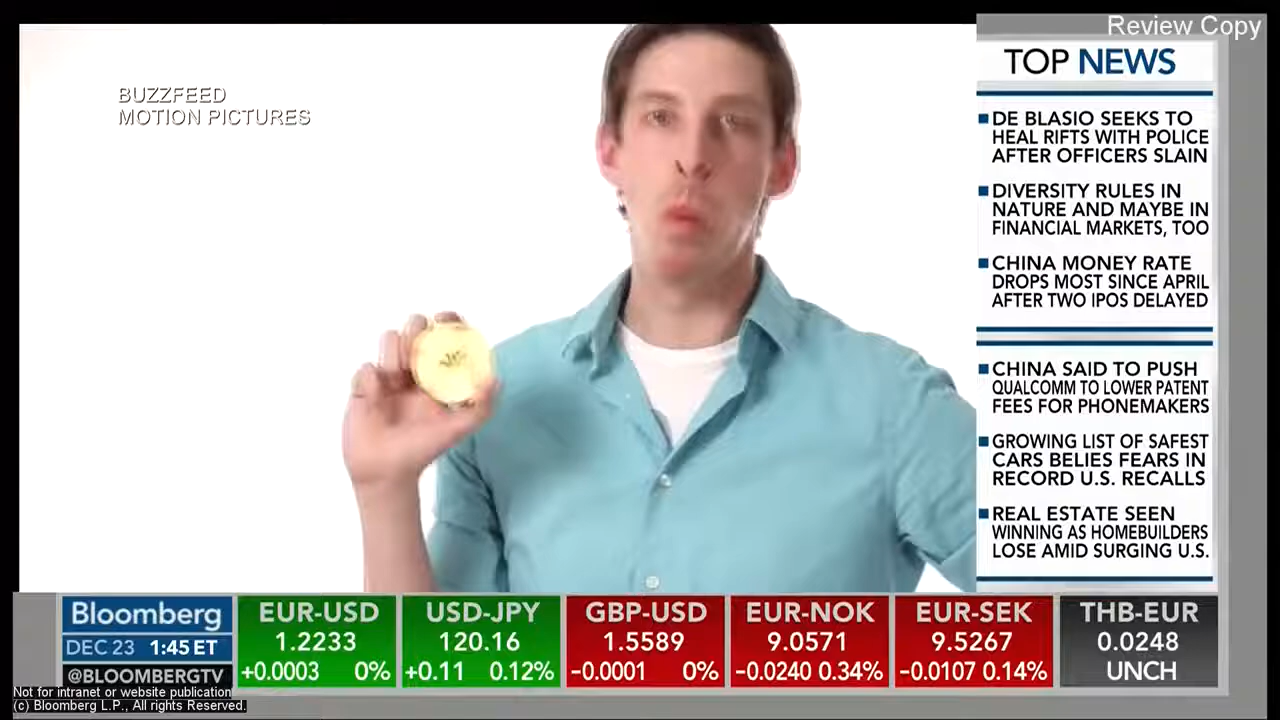 Review Copy
BUZZFEED
MOTION PICTURES
TOP NEWS
DE BLASIO SEEKS TO
HEAL RIFTS WITH POLICE
AFTER OFFICERS SLAIN
DIVERSITY RULES IN
NATURE AND MAYBE IN
FINANCIAL MARKETS, TOO
CHINA MONEY RATE
DROPS MOST SINCE APRIL
AFTER TWO IPOS DELAYED
CHINA SAID TO PUSH
QUALCOMM TO LOWER PATENT
FEES FOR PHONEMAKERS
GROWING LIST OF SAFEST
CARS BELIES FEARS IN
RECORD U.S. RECALLS
REAL ESTATE SEEN
WINNING AS HOMEBUILDERS
LOSE AMID SURGING U.S.
Bloomberg
DEC 23 1:45 ET
@BLOOMBERGTV
EUR-USD
1.2233
+0.0003 0%
USD-JPY
120.16
+0.11 0.12%
GBP-USD
1.5589
-0.0001 0%
EUR-NOK
9.0571
-0.0240 0.34%
EUR-SEK
9.5267
-0.0107 0.14%
THB-EUR
0.0248
UNCH
Not for intranet or website publication
(c) Bloomberg L.P., All rights Reserved.